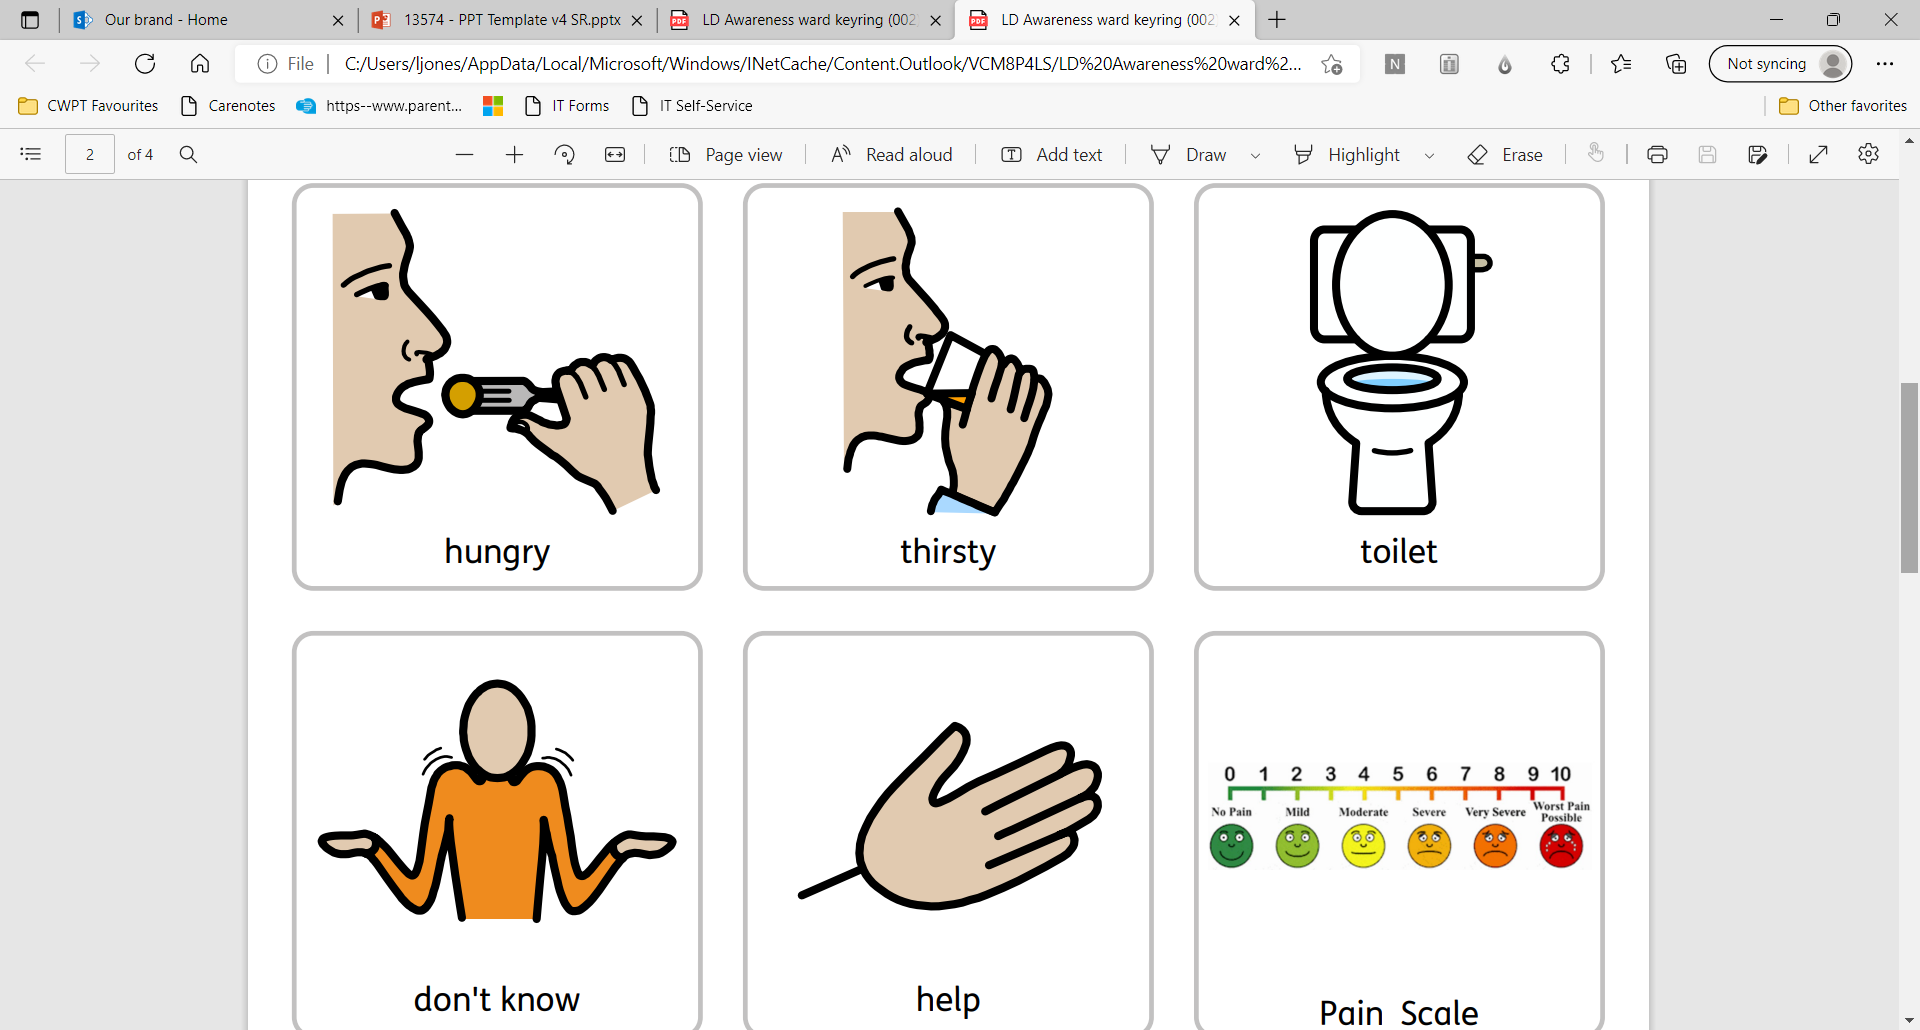 Our brand - Home
13574 - PPT Template v4 SR.pptx
LD Awareness ward keyring (002
LD Awareness ward keyring (002
File
C:/Users/ljones/AppData/Local/Microsoft/Windows/INetCache/Content.Outlook/VCM8P4LS/LD%20Awareness%20ward%2...
N
Not syncing
CWPT Favourites
Carenotes
https--www.parent...
IT Forms
IT Self-Service
Other favorites
2 of 4
Page view
Read aloud
Add text
Draw
Highlight
Erase
hungry
thirsty
toilet
don't know
help
0 1 2 3 4 5 6 7 8 9 10
No Pain
Mild
Moderate
Severe
Very Severe
Worst Pain
Possible
Pain Scale